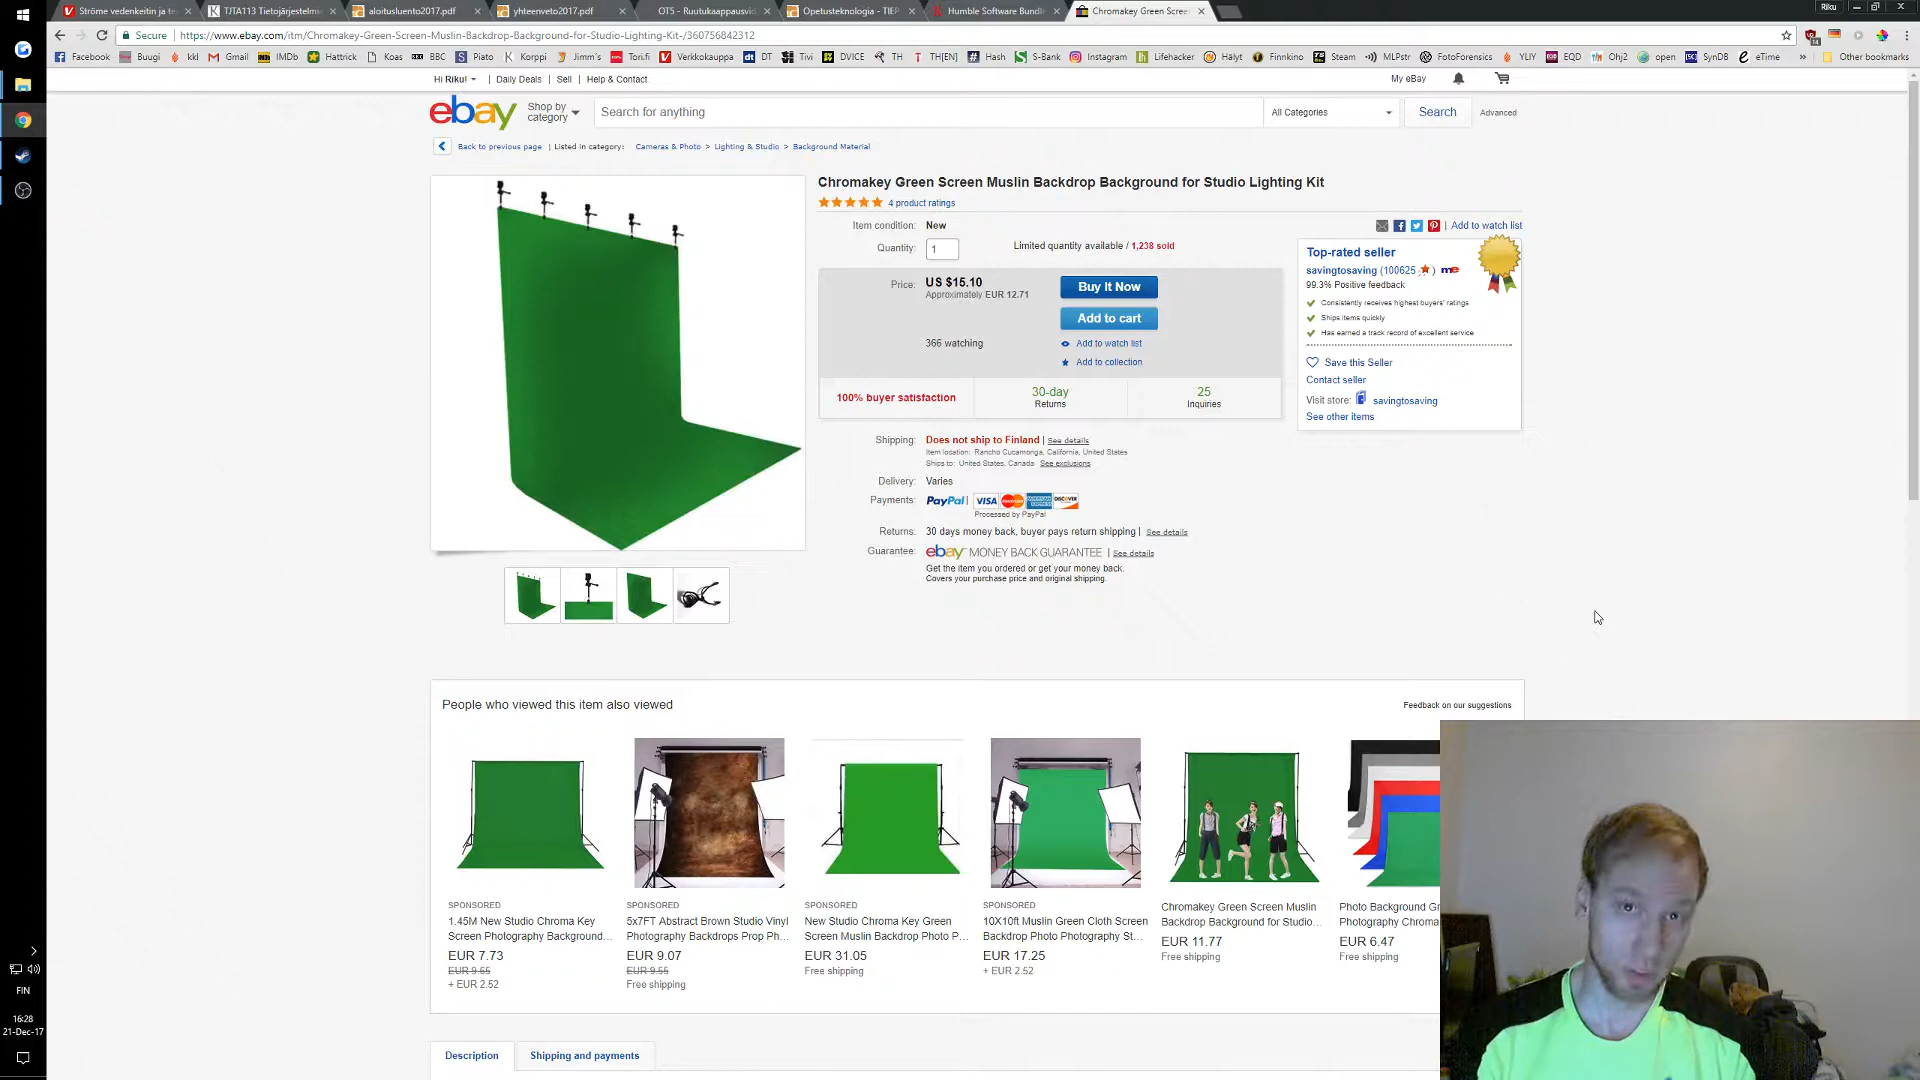 Ströme vedenkeitin ja te
TJTA113 Tietojärjestelmi
aloitusluento2017.pdf
yhteenveto2017.pdf
OT5 - Ruutukaappausvio
Opetusteknologia - TIEP
Humble Software Bundle
Chromakey Green Scree
Riku
Secure
https://www.ebay.com/itm/Chromakey-Green-Screen-Muslin-Backdrop-Background-for-Studio-Lighting-Kit-/360756842312
Facebook Buugi kkl Gmail IMDb Hattrick Koas BBC Piato Korppi Jimm's Tori.fi Verkkokauppa DT Tivi DVICE TH TH[EN] Hash S-Bank Instagram Lifehacker Hälyt Finnkino Steam MLPstr FotoForensics YLIY EQD Ohj2 open SynDB eTime » Other bookmarks
Hi Riku! Daily Deals Sell Help & Contact My eBay
ebay Shop by category Search for anything All Categories Search Advanced
Back to previous page | Listed in category: Cameras & Photo > Lighting & Studio > Background Material
Chromakey Green Screen Muslin Backdrop Background for Studio Lighting Kit
4 product ratings
Item condition: New
| Add to watch list
Quantity: 1 Limited quantity available / 1,238 sold
Price: US $15.10
Approximately EUR 12.71
Buy It Now
Add to cart
366 watching
Add to watch list
Add to collection
100% buyer satisfaction
30-day
Returns
25
Inquiries
Top-rated seller
savingtosaving (100625 ) me
99.3% Positive feedback
Consistently receives highest buyers' ratings
Ships items quickly
Has earned a track record of excellent service
Save this Seller
Contact seller
Visit store: savingtosaving
See other items
Shipping: Does not ship to Finland | See details
Item location: Rancho Cucamonga, California, United States
Ships to: United States, Canada See exclusions
Delivery: Varies
Payments: PayPal VISA DISCOVER
Processed by PayPal
Returns: 30 days money back, buyer pays return shipping | See details
Guarantee: ebay MONEY BACK GUARANTEE | See details
Get the item you ordered or get your money back.
Covers your purchase price and original shipping.
People who viewed this item also viewed
Feedback on our suggestions
SPONSORED
1.45M New Studio Chroma Key
Screen Photography Background...
EUR 7.73
EUR 9.65
+ EUR 2.52
SPONSORED
5x7FT Abstract Brown Studio Vinyl
Photography Backdrops Prop Ph...
EUR 9.07
EUR 9.55
Free shipping
SPONSORED
New Studio Chroma Key Green
Screen Muslin Backdrop Photo P...
EUR 31.05
Free shipping
SPONSORED
10X10ft Muslin Green Cloth Screen
Backdrop Photo Photography St...
EUR 17.25
+ EUR 2.52
Chromakey Green Screen Muslin
Backdrop Background for Studio...
EUR 11.77
Free shipping
Photo Background Gr
Photography Chroma
EUR 6.47
Free shipping
Description
Shipping and payments
FIN
16:28
21-Dec-17